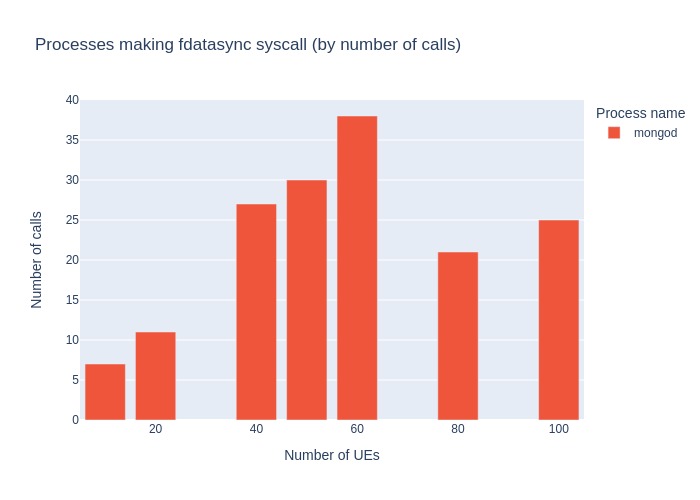 Processes making fdatasync syscall (by number of calls)
Process name
mongod
Number of calls
40
35
30
25
20
15
10
5
0
20
40
60
80
100
Number of UEs